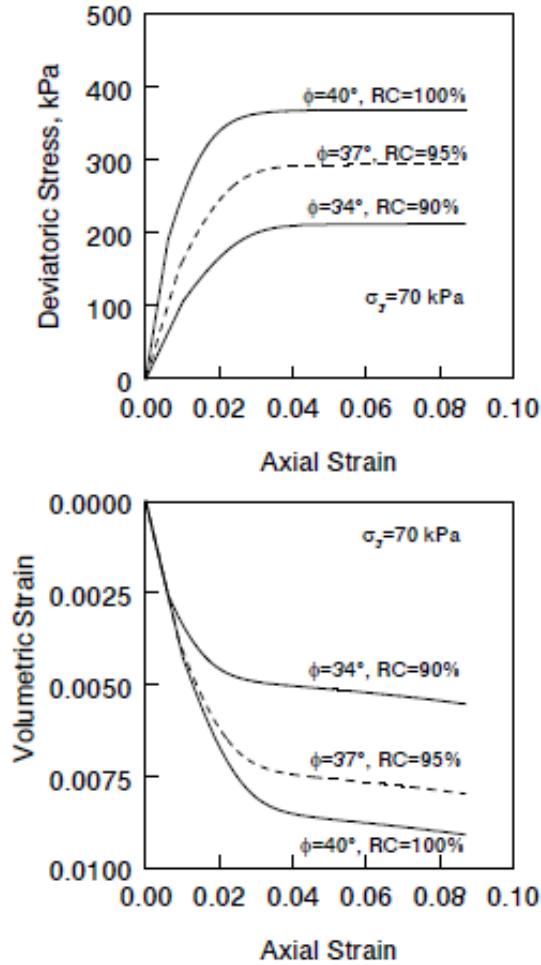 500
400
300
200
100
0
Deviatoric Stress, kPa
ϕ=40°, RC=100%
ϕ=37°, RC=95%
ϕ=34°, RC=90%
σ₃=70 kPa
0.00 0.02 0.04 0.06 0.08 0.10
Axial Strain
0.0000
0.0025
0.0050
0.0075
0.0100
Volumetric Strain
σ₃=70 kPa
ϕ=34°, RC=90%
ϕ=37°, RC=95%
ϕ=40°, RC=100%
0.00 0.02 0.04 0.06 0.08 0.10
Axial Strain